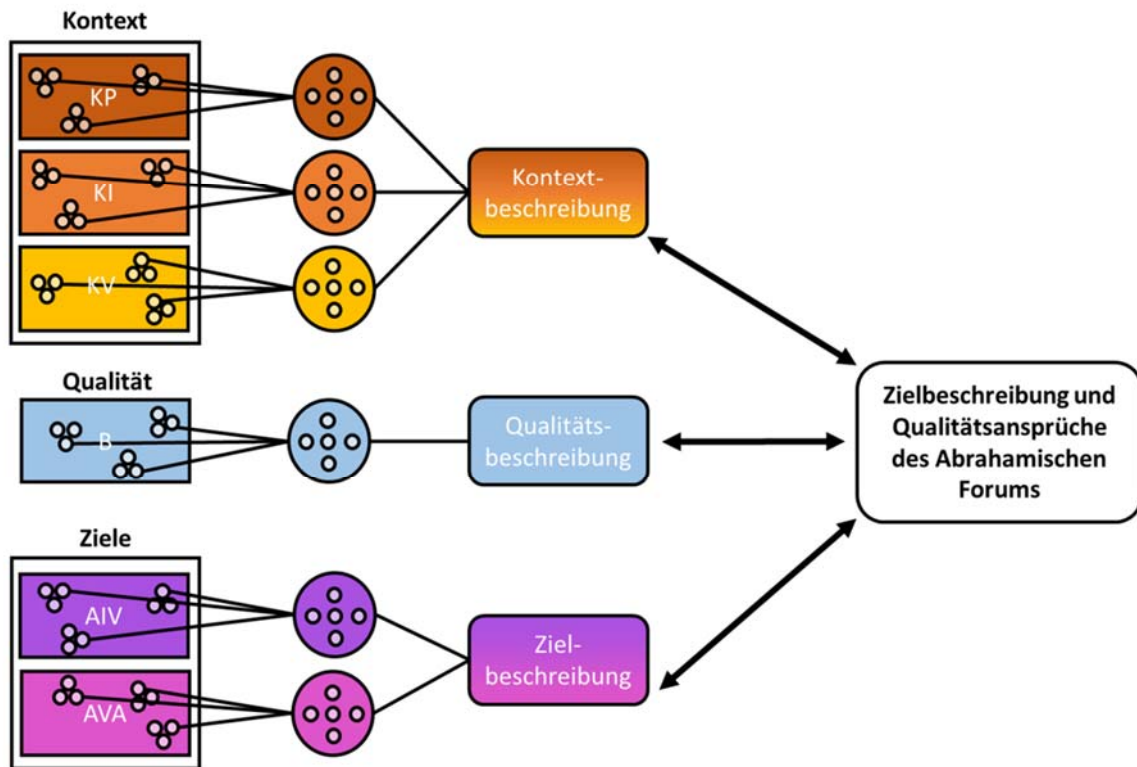 Kontext
KP
KI
KV
Kontext-
beschreibung
Qualität
B
Qualitäts-
beschreibung
Ziele
AIV
AVA
Ziel-
beschreibung
Zielbeschreibung und
Qualitätsansprüche
des Abrahamischen
Forums